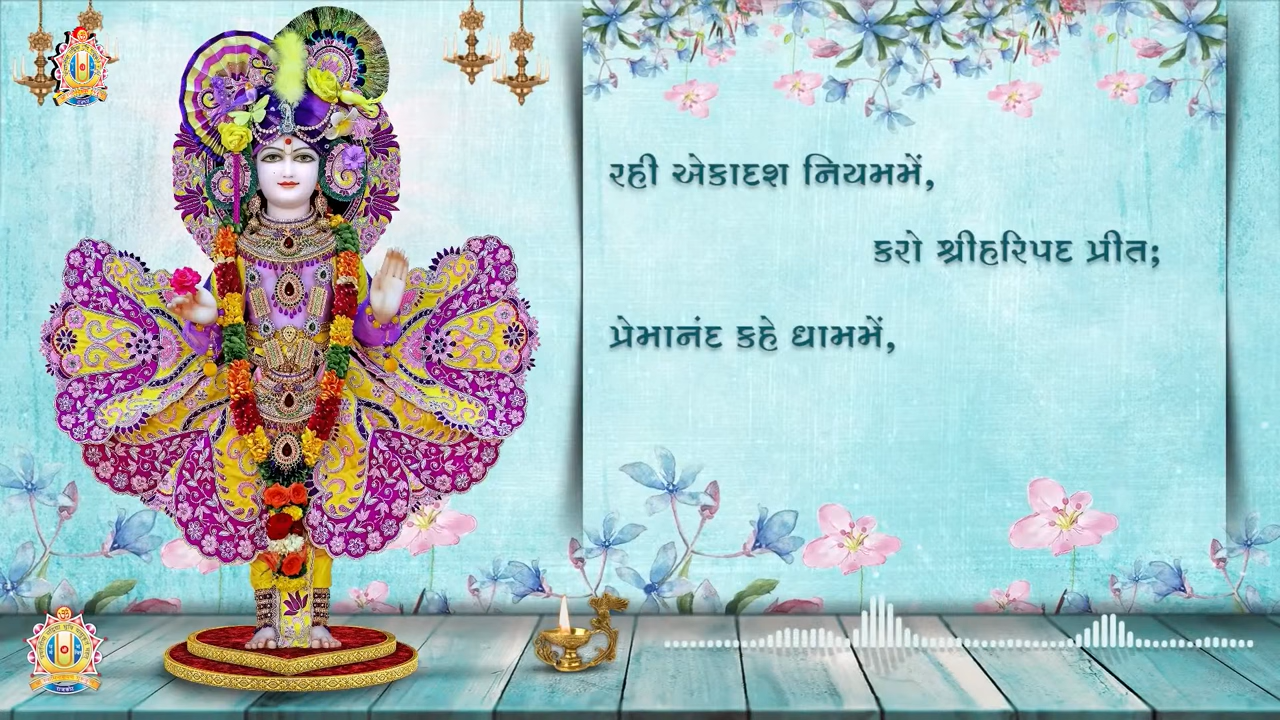 રહી એકાદશ નિયમમેં,
કરો શ્રીહરિપદ પ્રીત;
પ્રેમાનંદ કહે ધામમેં,